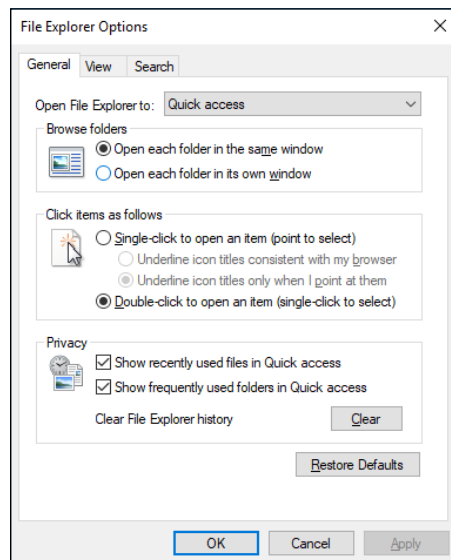 File Explorer Options
General View Search
Open File Explorer to: Quick access
Browse folders
Open each folder in the same window
Open each folder in its own window
Click items as follows
Single-click to open an item (point to select)
Underline icon titles consistent with my browser
Underline icon titles only when I point at them
Double-click to open an item (single-click to select)
Privacy
Show recently used files in Quick access
Show frequently used folders in Quick access
Clear File Explorer history Clear
Restore Defaults
OK Cancel Apply